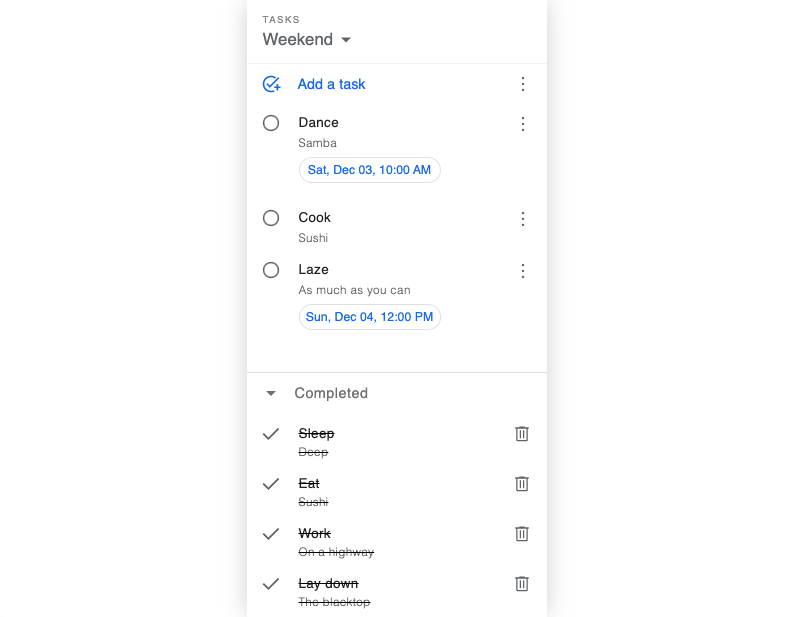 TASKS
Weekend
Add a task
Dance
Samba
Sat, Dec 03, 10:00 AM
Cook
Sushi
Laze
As much as you can
Sun, Dec 04, 12:00 PM
Completed
Sleep
Deep
Eat
Sushi
Work
On a highway
Lay down
The blacktop